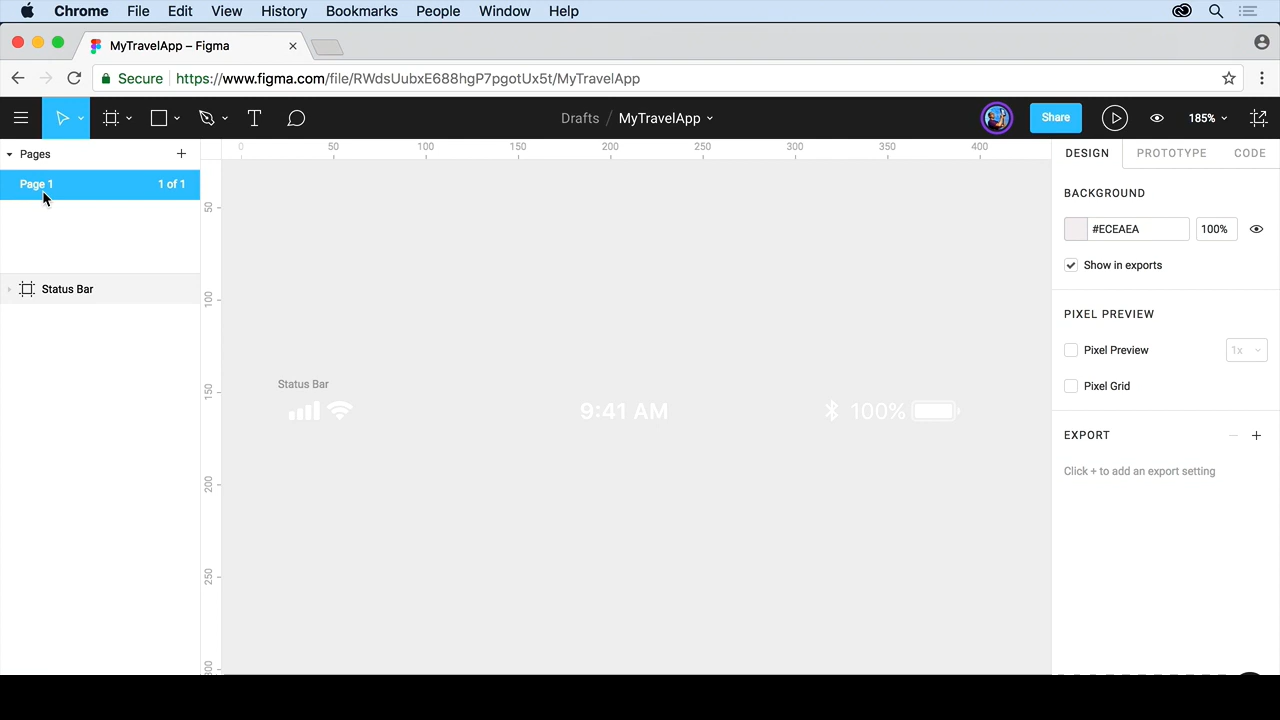 Chrome File Edit View History Bookmarks People Window Help
MyTravelApp – Figma
Secure https://www.figma.com/file/RWdsUubxE688hgP7pgotUx5t/MyTravelApp
Drafts / MyTravelApp
Share
185%
Pages
Page 1 1 of 1
Status Bar
0 50 100 150 200 250 300 350 400
50
100
150
200
250
300
Status Bar
9:41 AM
100%
DESIGN PROTOTYPE CODE
BACKGROUND
#ECEAEA 100%
Show in exports
PIXEL PREVIEW
Pixel Preview 1x
Pixel Grid
EXPORT
Click + to add an export setting